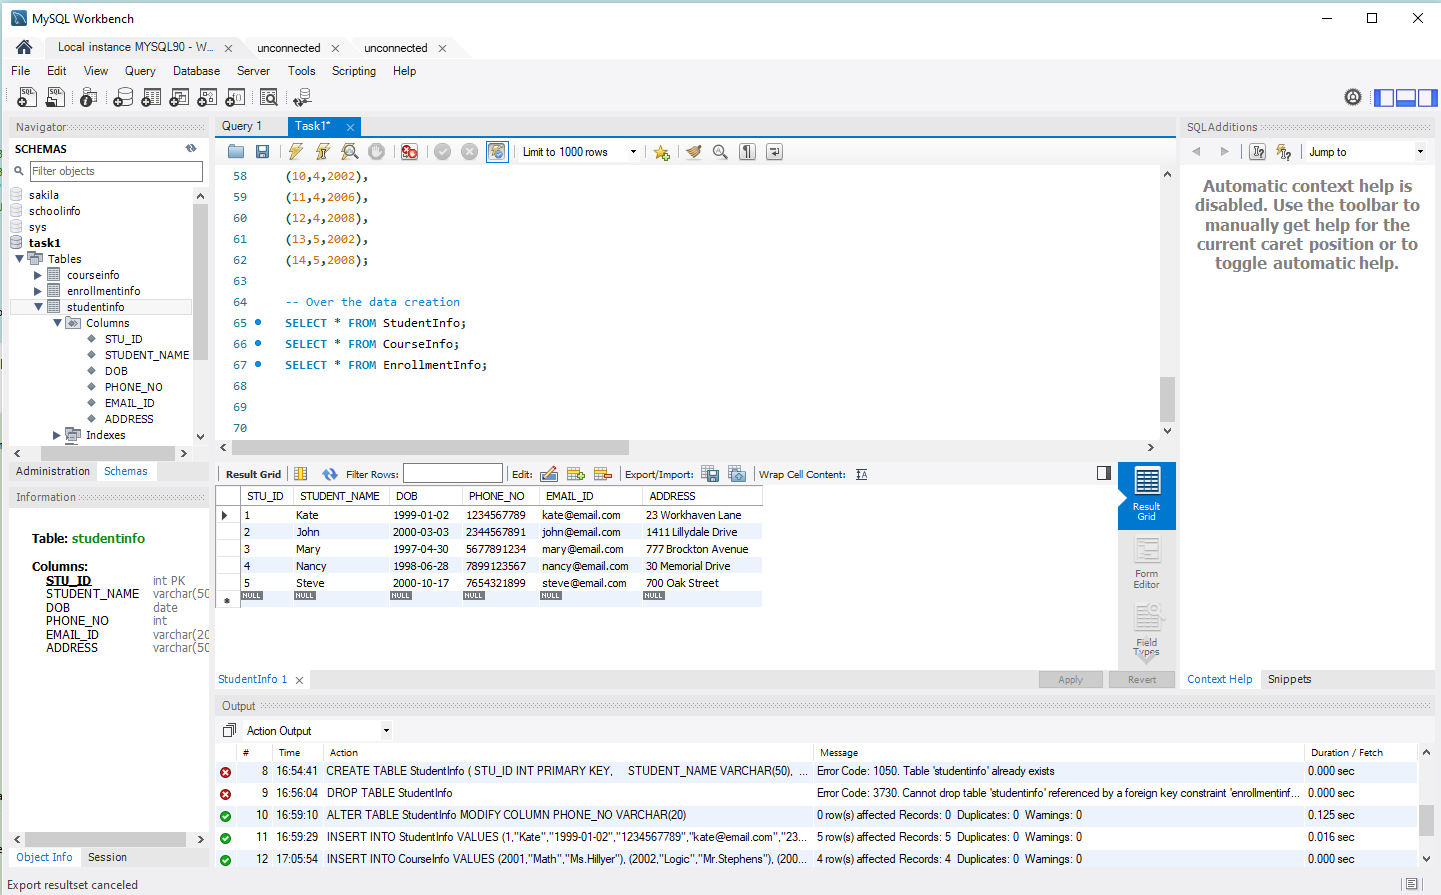 MySQL Workbench
Local instance MYSQL90 - W... unconnected unconnected
File Edit View Query Database Server Tools Scripting Help
Navigator
SCHEMAS
Filter objects
sakila
schoolinfo
sys
task1
Tables
courseinfo
enrollmentinfo
studentinfo
Columns
STU_ID
STUDENT_NAME
DOB
PHONE_NO
EMAIL_ID
ADDRESS
Indexes
Administration Schemas
Information
Table: studentinfo
Columns:
STU_ID int PK
STUDENT_NAME varchar(50
DOB date
PHONE_NO int
EMAIL_ID varchar(20
ADDRESS varchar(50
Object Info Session
Export resultset canceled
Query 1 Task1*
Limit to 1000 rows
58 (10,4,2002),
59 (11,4,2006),
60 (12,4,2008),
61 (13,5,2002),
62 (14,5,2008);
63
64 -- Over the data creation
65 SELECT * FROM StudentInfo;
66 SELECT * FROM CourseInfo;
67 SELECT * FROM EnrollmentInfo;
68
69
70
Result Grid Filter Rows: Edit: Export/Import: Wrap Cell Content:
STU_ID STUDENT_NAME DOB PHONE_NO EMAIL_ID ADDRESS
1 Kate 1999-01-02 1234567789 kate@email.com 23 Workhaven Lane
2 John 2000-03-03 2344567891 john@email.com 1411 Lillydale Drive
3 Mary 1997-04-30 5677891234 mary@email.com 777 Brockton Avenue
4 Nancy 1998-06-28 7899123567 nancy@email.com 30 Memorial Drive
5 Steve 2000-10-17 7654321899 steve@email.com 700 Oak Street
NULL NULL NULL NULL NULL NULL
Result
Grid
Form
Editor
Field
Types
StudentInfo 1 Apply Revert
SQLAdditions
Jump to
Automatic context help is
disabled. Use the toolbar to
manually get help for the
current caret position or to
toggle automatic help.
Context Help Snippets
Output
Action Output
# Time Action Message Duration / Fetch
8 16:54:41 CREATE TABLE StudentInfo ( STU_ID INT PRIMARY KEY, STUDENT_NAME VARCHAR(50), ... Error Code: 1050. Table 'studentinfo' already exists 0.000 sec
9 16:56:04 DROP TABLE StudentInfo Error Code: 3730. Cannot drop table 'studentinfo' referenced by a foreign key constraint 'enrollmentinf... 0.000 sec
10 16:59:10 ALTER TABLE StudentInfo MODIFY COLUMN PHONE_NO VARCHAR(20) 0 row(s) affected Records: 0 Duplicates: 0 Warnings: 0 0.125 sec
11 16:59:29 INSERT INTO StudentInfo VALUES (1,"Kate","1999-01-02","1234567789","kate@email.com","23... 5 row(s) affected Records: 5 Duplicates: 0 Warnings: 0 0.016 sec
12 17:05:54 INSERT INTO CourseInfo VALUES (2001,"Math","Ms.Hillyer"), (2002,"Logic","Mr.Stephens"), (200... 4 row(s) affected Records: 4 Duplicates: 0 Warnings: 0 0.000 sec